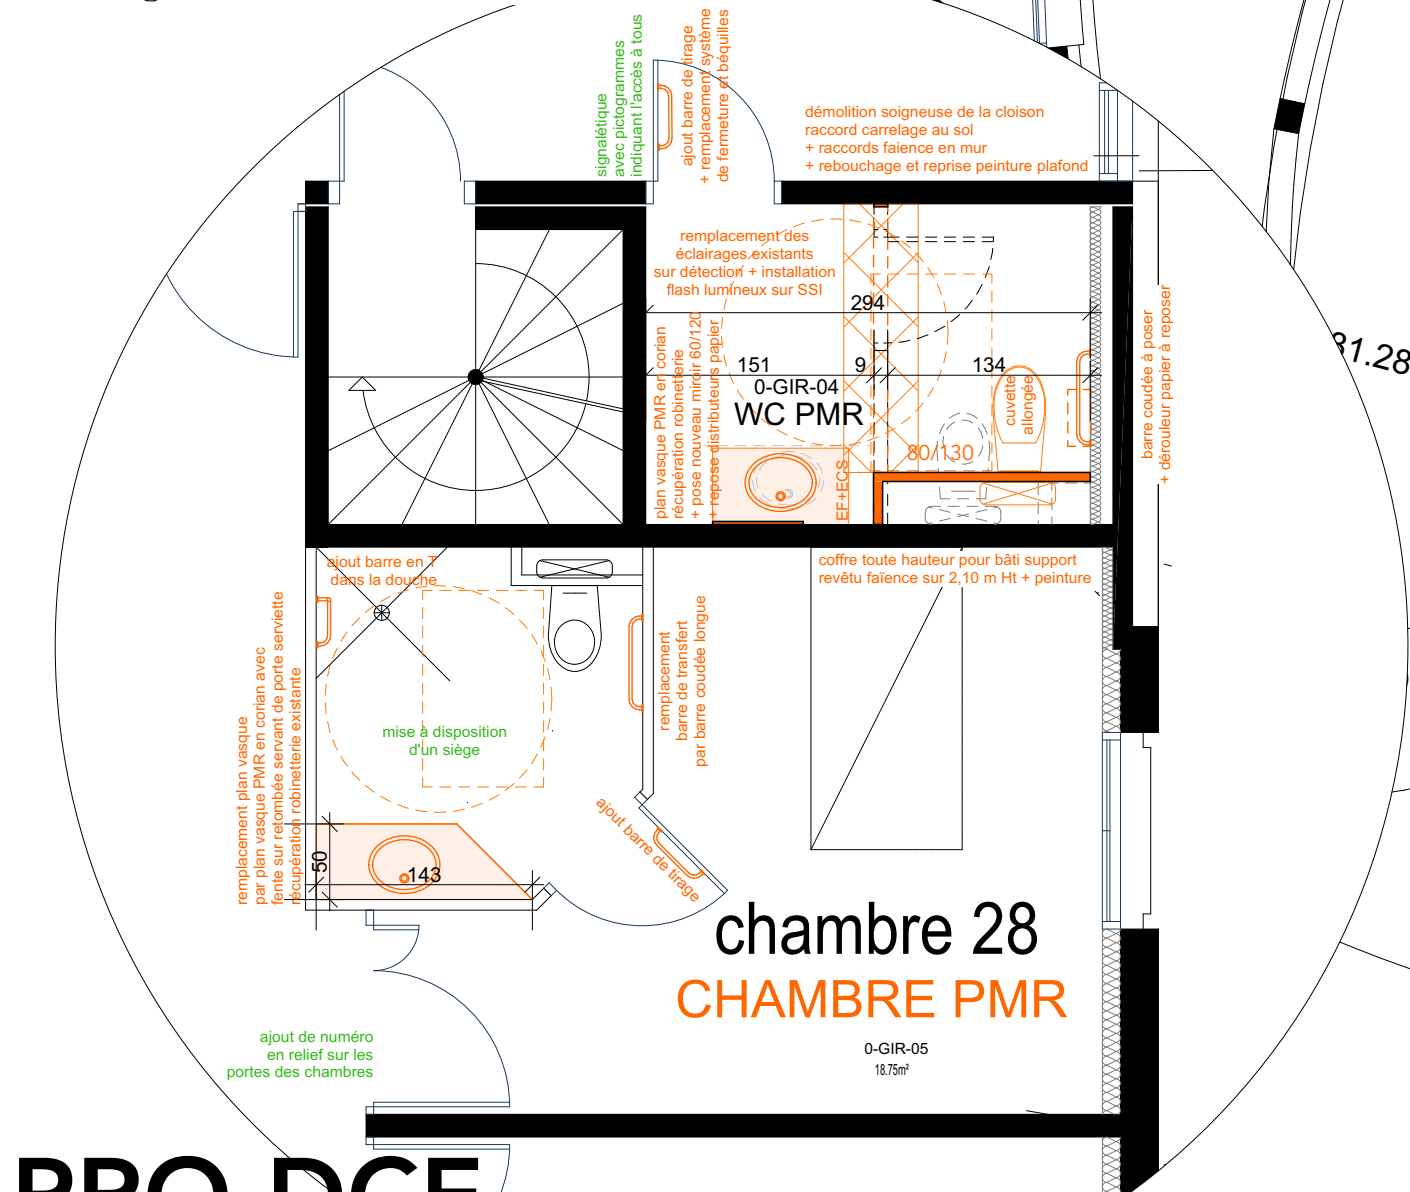 signalétique
avec pictogrammes
indiquant l'accès à tous
ajout barre de tirage
+ remplacement système
de fermeture et béquilles
démolition soigneuse de la cloison
raccord carrelage au sol
+ raccords faience en mur
+ rebouchage et reprise peinture plafond
remplacement des
éclairages existants
sur détection + installation
flash lumineux sur SSI
294
151
9
134
0-GIR-04
WC PMR
plan vasque PMR en corian
récupération robinetterie
+ pose nouveau miroir 60/120
+ repose distributeurs papier
cuvette
allongée
80/130
EF+ECS
barre coudée à poser
+ dérouleur papier à reposer
31.28
ajout barre en T
dans la douche
coffre toute hauteur pour bâti support
revêtu faïence sur 2,10 m Ht + peinture
remplacement
barre de transfert
par barre coudée longue
remplacement plan vasque
par plan vasque PMR en corian avec
fente sur retombée servant de porte serviette
récupération robinetterie existante
mise à disposition
d'un siège
ajout barre de tirage
50
143
chambre 28
CHAMBRE PMR
0-GIR-05
18.75m²
ajout de numéro
en relief sur les
portes des chambres
PRO-DCE